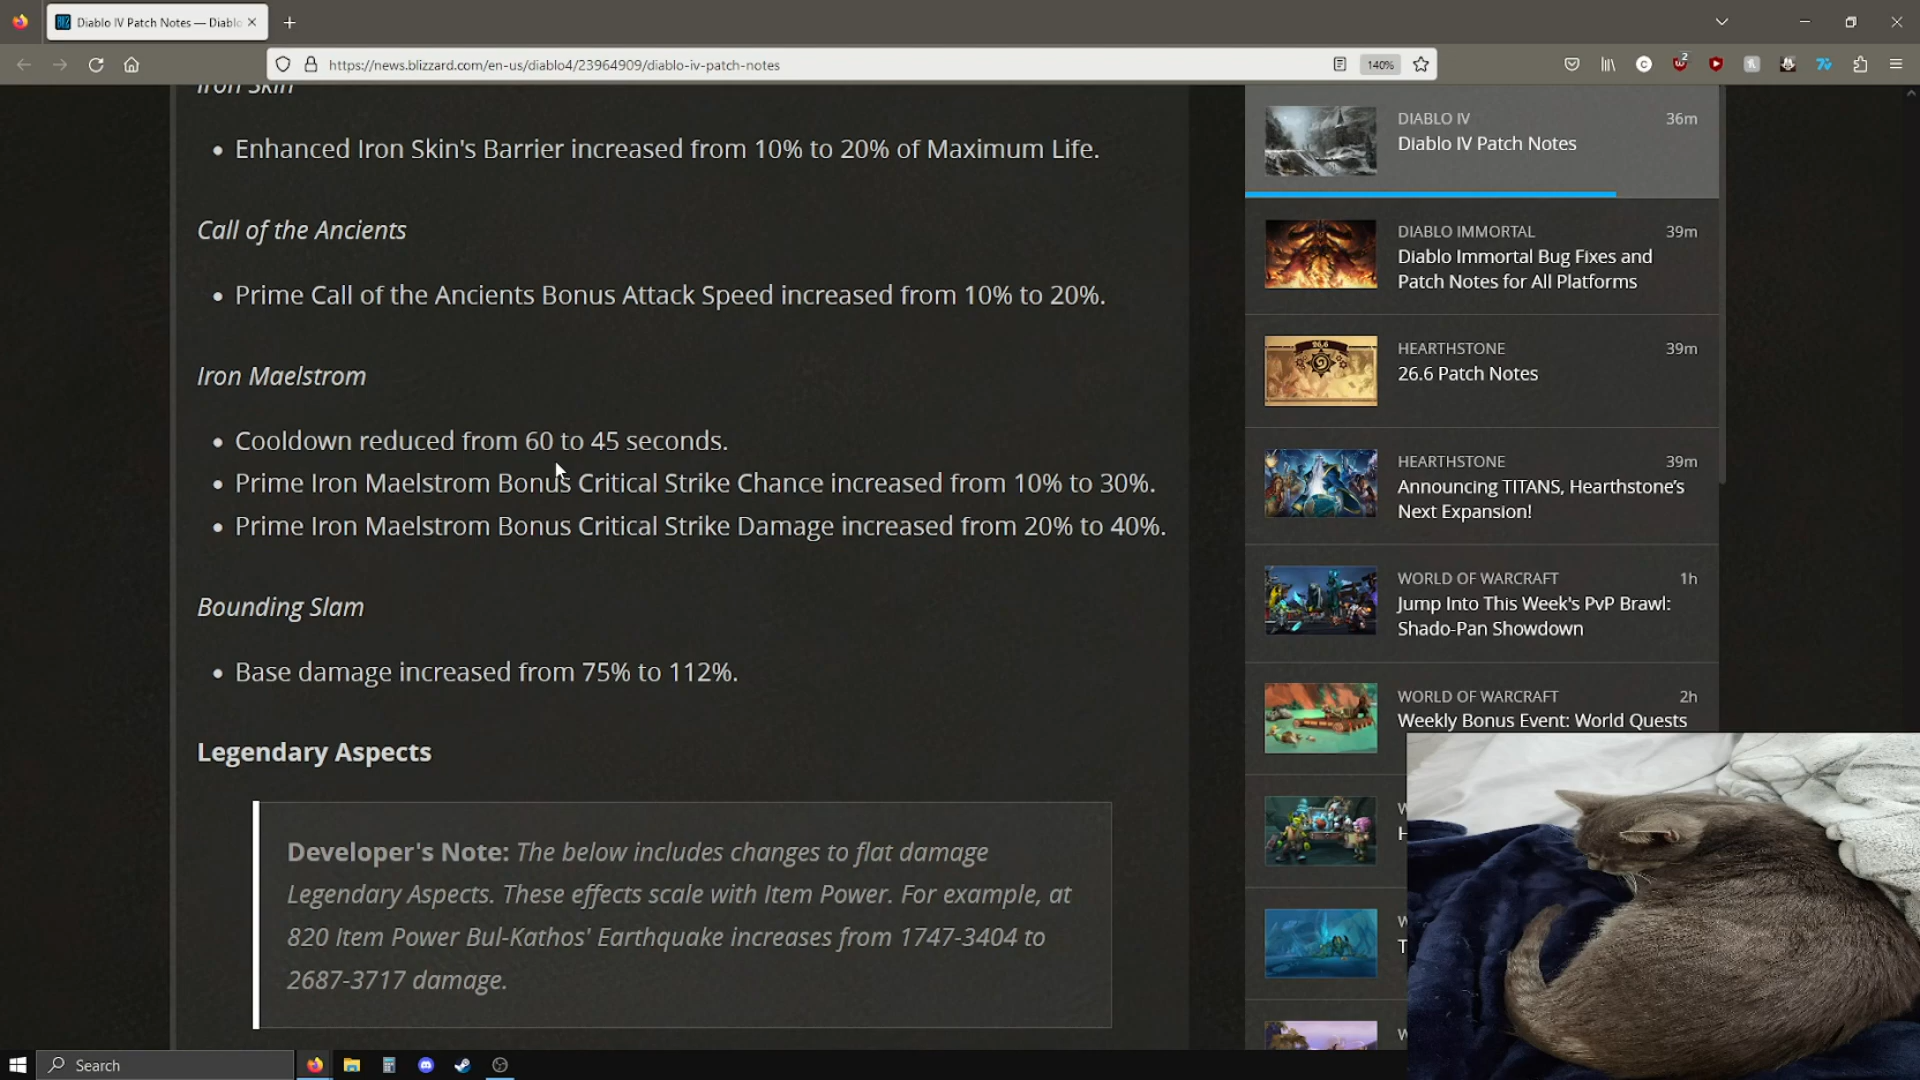 Diablo IV Patch Notes — Diablo
https://news.blizzard.com/en-us/diablo4/23964909/diablo-iv-patch-notes
140%
2
Iron Skin
• Enhanced Iron Skin's Barrier increased from 10% to 20% of Maximum Life.
Call of the Ancients
• Prime Call of the Ancients Bonus Attack Speed increased from 10% to 20%.
Iron Maelstrom
• Cooldown reduced from 60 to 45 seconds.
• Prime Iron Maelstrom Bonus Critical Strike Chance increased from 10% to 30%.
• Prime Iron Maelstrom Bonus Critical Strike Damage increased from 20% to 40%.
Bounding Slam
• Base damage increased from 75% to 112%.
Legendary Aspects
Developer's Note: The below includes changes to flat damage
Legendary Aspects. These effects scale with Item Power. For example, at
820 Item Power Bul-Kathos' Earthquake increases from 1747-3404 to
2687-3717 damage.
DIABLO IV 36m
Diablo IV Patch Notes
DIABLO IMMORTAL 39m
Diablo Immortal Bug Fixes and
Patch Notes for All Platforms
HEARTHSTONE 39m
26.6 Patch Notes
HEARTHSTONE 39m
Announcing TITANS, Hearthstone's
Next Expansion!
WORLD OF WARCRAFT 1h
Jump Into This Week's PvP Brawl:
Shado-Pan Showdown
WORLD OF WARCRAFT 2h
Weekly Bonus Event: World Quests
W
H
W
T
W
Search